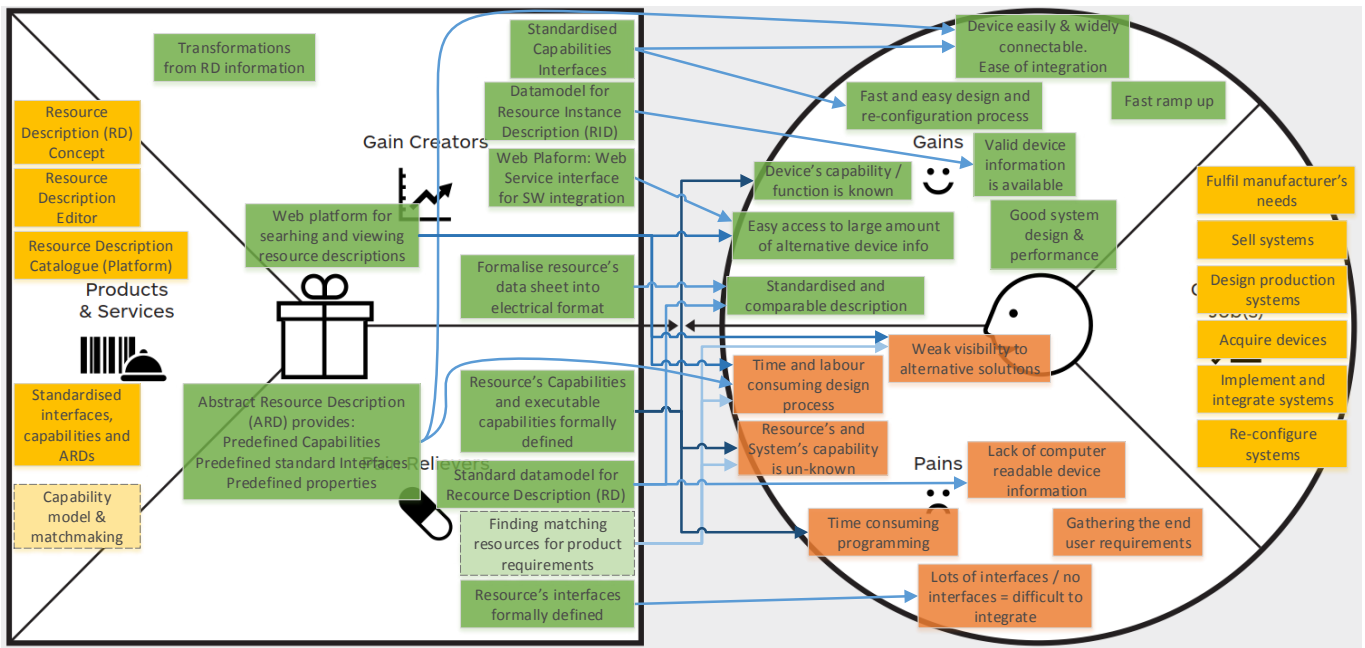 Transformations
from RD information
Resource
Description (RD)
Concept
Resource
Description
Editor
Resource Description
Catalogue (Platform)
Products
& Services
Standardised
interfaces,
capabilities and
ARDs
Capability
model &
matchmaking
Gain Creators
Web platform for
searhing and viewing
resource descriptions
Abstract Resource Description
(ARD) provides:
Predefined Capabilities
Predefined standard Interfaces
Predefined properties
Pain Relievers
Standardised
Capabilities
Interfaces
Datamodel for
Resource Instance
Description (RID)
Web Plaform: Web
Service interface
for SW integration
Formalise resource's
data sheet into
electrical format
Resource's Capabilities
and executable
capabilities formally
defined
Standard datamodel for
Recource Description (RD)
Finding matching
resources for product
requirements
Resource's interfaces
formally defined
Device easily & widely
connectable.
Ease of integration
Fast and easy design and
re-configuration process
Fast ramp up
Gains
Valid device
information
is available
Device's capability /
function is known
Easy access to large amount
of alternative device info
Good system
design &
performance
Standardised and
comparable description
Weak visibility to
alternative solutions
Time and labour
consuming design
process
Resource's and
System's capability
is un-known
Pains
Lack of computer
readable device
information
Time consuming
programming
Gathering the end
user requirements
Lots of interfaces / no
interfaces = difficult to
integrate
Fulfil manufacturer's
needs
Sell systems
Design production
systems
Acquire devices
Implement and
integrate systems
Re-configure
systems